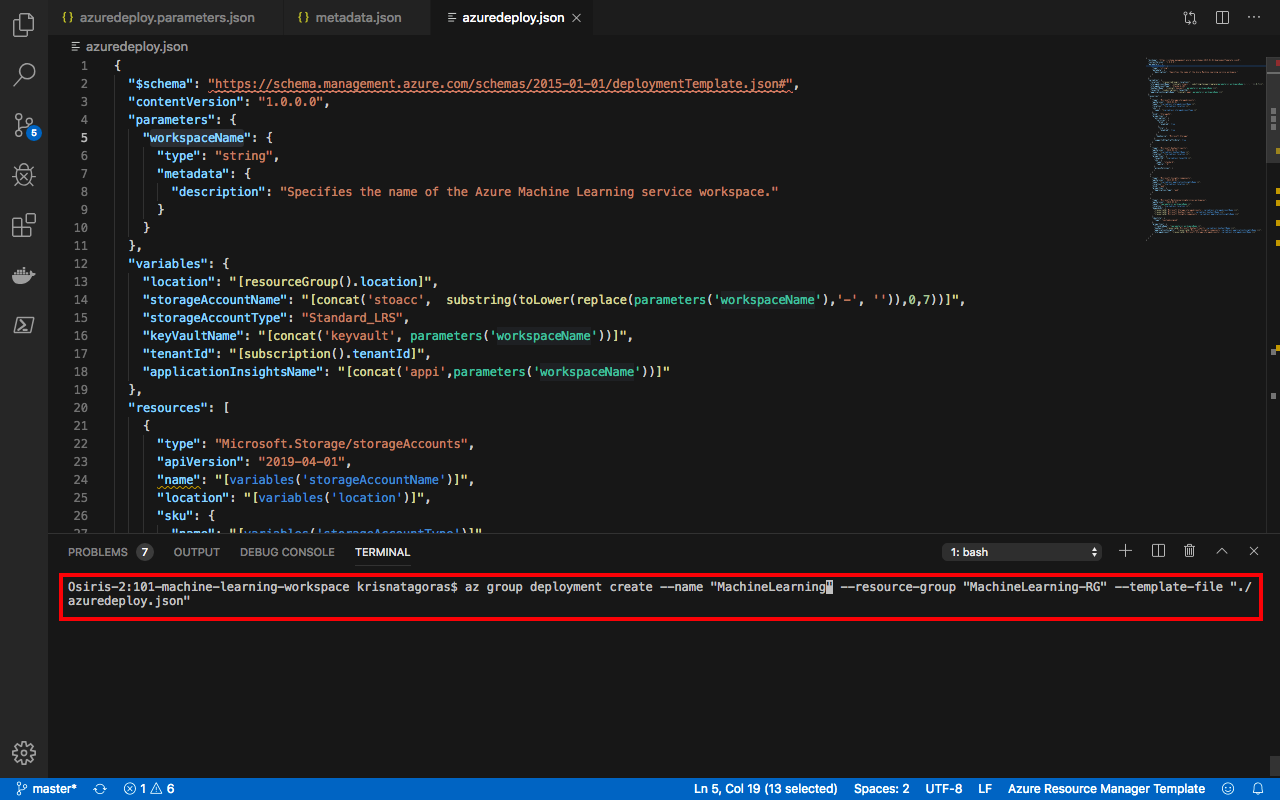 azuredeploy.parameters.json
metadata.json
azuredeploy.json
azuredeploy.json
1 {
2 "$schema": "https://schema.management.azure.com/schemas/2015-01-01/deploymentTemplate.json#",
3 "contentVersion": "1.0.0.0",
4 "parameters": {
5 "workspaceName": {
6 "type": "string",
7 "metadata": {
8 "description": "Specifies the name of the Azure Machine Learning service workspace."
9 }
10 }
11 },
12 "variables": {
13 "location": "[resourceGroup().location]",
14 "storageAccountName": "[concat('stoacc',  substring(toLower(replace(parameters('workspaceName'),'-', '')),0,7))]",
15 "storageAccountType": "Standard_LRS",
16 "keyVaultName": "[concat('keyvault', parameters('workspaceName'))]",
17 "tenantId": "[subscription().tenantId]",
18 "applicationInsightsName": "[concat('appi',parameters('workspaceName'))]"
19 },
20 "resources": [
21 {
22 "type": "Microsoft.Storage/storageAccounts",
23 "apiVersion": "2019-04-01",
24 "name": "[variables('storageAccountName')]",
25 "location": "[variables('location')]",
26 "sku": {
27 "name": "[variables('storageAccountType')]"
5
PROBLEMS 7 OUTPUT DEBUG CONSOLE TERMINAL
1: bash
Osiris-2:101-machine-learning-workspace krisnatagoras$ az group deployment create --name "MachineLearning" --resource-group "MachineLearning-RG" --template-file "./
azuredeploy.json"
master* 1 6 Ln 5, Col 19 (13 selected) Spaces: 2 UTF-8 LF Azure Resource Manager Template